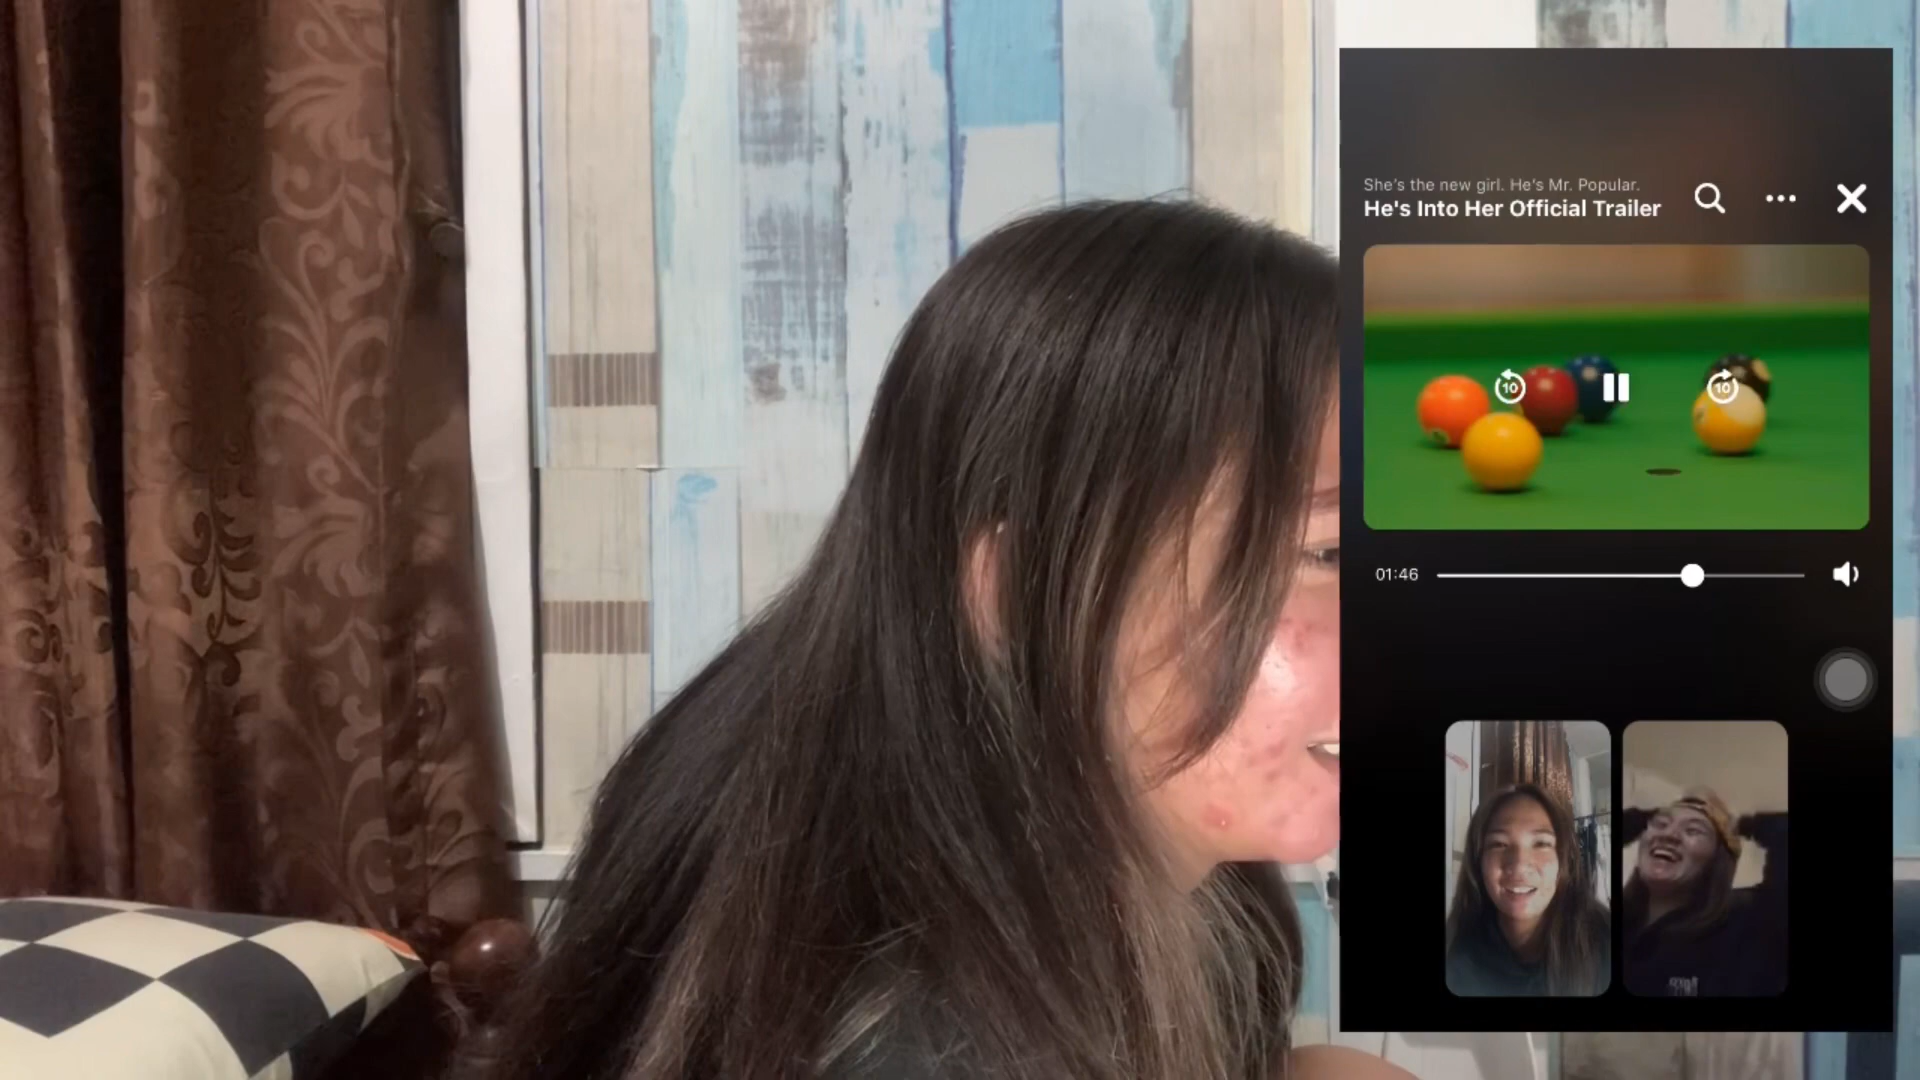 She's the new girl. He's Mr. Popular.
He's Into Her Official Trailer
10
10
01:46